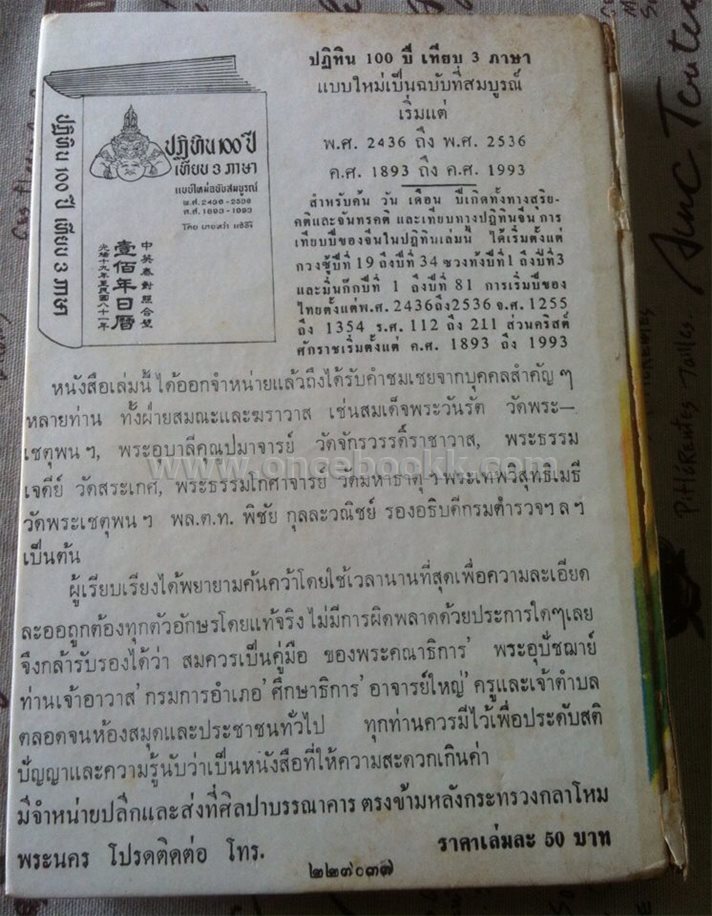 ปฏิทิน 100 ปี เทียบ 3 ภาษา
แบบใหม่เป็นฉบับที่สมบูรณ์
เริ่มแต่
พ.ศ. 2436 ถึง พ.ศ. 2536
ค.ศ. 1893 ถึง ค.ศ. 1993
สำหรับค้น วัน เดือน ปีเกิดทั้งทางสุริย-
คติและจันทรคติ และเทียบทางปฏิทินจีน การ
เทียบปีของจีนในปฏิทินเล่มนี้ ได้เริ่มตั้งแต่
กวงซู้ปีที่ 19 ถึงปีที่ 34 ซวงท้งปีที่1 ถึงปีที่3
และมิ่นก๊กปีที่ 1 ถึงปีที่ 81 การเริ่มปีของ
ไทยตั้งแต่พ.ศ. 2436ถึง2536 จ.ศ. 1255
ถึง 1354 ร.ศ. 112 ถึง 211 ส่วนคริสต์
ศักราชเริ่มตั้งแต่ ค.ศ. 1893 ถึง 1993
ปฏิทิน 100 ปี เทียบ 3 ภาษา
ปฏิทิน ๑๐๐ ปี
เทียบ ๓ ภาษา
แบบใหม่ฉบับสมบูรณ์
พ.ศ. 2436-2536
ค.ศ. 1893-1993
中英泰對照合璧
壹佰年日曆
光緒十九年至民國八十一年
หนังสือเล่มนี้ ได้ออกจำหน่ายแล้วถึงได้รับคำชมเชยจากบุคคลสำคัญ ๆ
หลายท่าน ทั้งฝ่ายสมณะและฆราวาส เช่นสมเด็จพระวันรัต วัดพระ—
เชตุพน ฯ, พระอุบาลีคุณูปมาจารย์ วัดจักรวรรดิ์ราชาวาส, พระธรรม
www.oncebookk.com
เจดีย์ วัดสระเกศ, พระธรรมโกศาจารย์ วัดมหาธาตุ ฯ พระเทพวิสุทธิเมธี
วัดพระเชตุพน ฯ พล.ต.ท. พิชัย กุลละวณิชย์ รองอธิบดีกรมตำรวจฯ ล ฯ
เป็นต้น
ผู้เรียบเรียงได้พยายามค้นคว้าโดยใช้เวลานานที่สุดเพื่อความละเอียด
ละออถูกต้องทุกตัวอักษรโดยแท้จริง ไม่มีการผิดพลาดด้วยประการใดๆเลย
จึงกล้ารับรองได้ว่า สมควรเป็นคู่มือ ของพระคณาธิการ' พระอุปัชฌาย์
ท่านเจ้าอาวาส' กรมการอำเภอ' ศึกษาธิการ' อาจารย์ใหญ่' ครูและเจ้าตำบล
ตลอดจนห้องสมุดและประชาชนทั่วไป ทุกท่านควรมีไว้เพื่อประดับสติ
ปัญญาและความรู้นับว่าเป็นหนังสือที่ให้ความสะดวกเกินค่า
มีจำหน่ายปลีกและส่งที่ศิลปาบรรณาคาร ตรงข้ามหลังกระทรวงกลาโหม
พระนคร โปรดติดต่อ โทร. ๒๒๗๐๓๗ ราคาเล่มละ 50 บาท